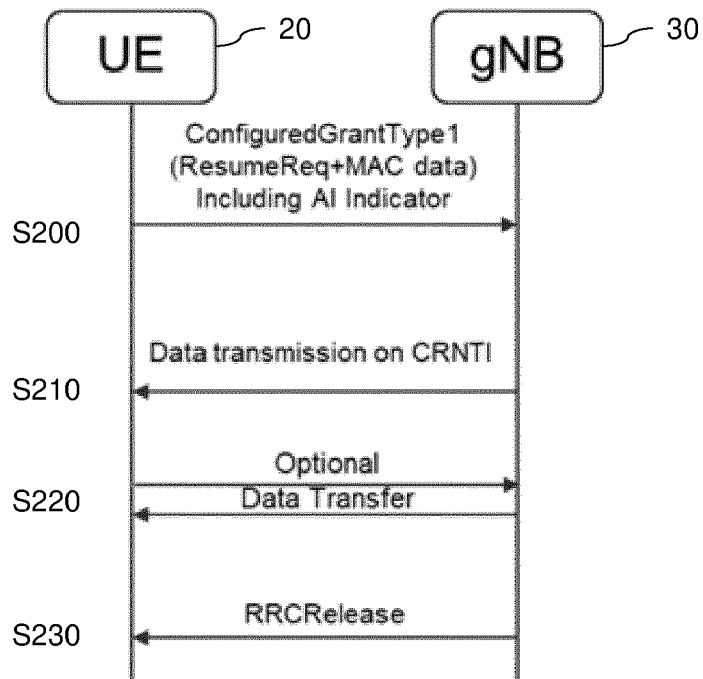 UE
20
gNB
30
ConfiguredGrantType1
(ResumeReq+MAC data)
Including AI Indicator
S200
Data transmission on CRNTI
S210
Optional
S220
Data Transfer
RRCRelease
S230